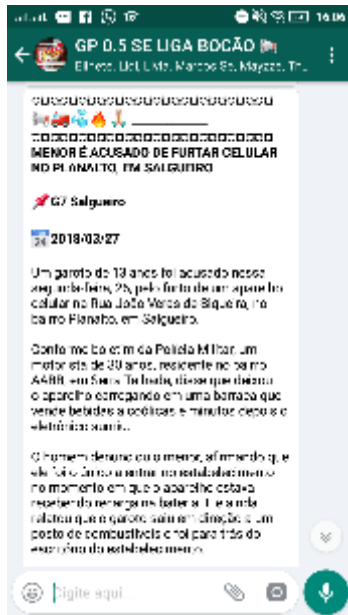 16:06
GP 0.5 SE LIGA BOCÃO
MENOR É ACUSADO DE FURTAR CELULAR
NO PLANALTO, EM SALGUEIRO
G7 Salgueiro
2018/03/27
Um garoto de 13 anos foi acusado nessa
segunda-feira, 26, pelo furto de um aparelho
celular na Rua João Veras de Siqueira, no
bairro Planalto, em Salgueiro.
Conforme boletim da Polícia Militar, um
motorista de 30 anos, residente no bairro
AABB, em Serra Talhada, disse que deixou
o aparelho carregando em uma barraca que
vende bebidas alcoólicas e minutos depois o
eletrônico sumiu.
O homem denunciou o menor, afirmando que
ele foi o único a entrar no estabelecimento
no momento em que o aparelho estava
recebendo recarga na bateria. Ele ainda
relatou que o garoto saiu em direção a um
posto de combustíveis e foi para trás do
escritório do estabelecimento.
Digite aqui...